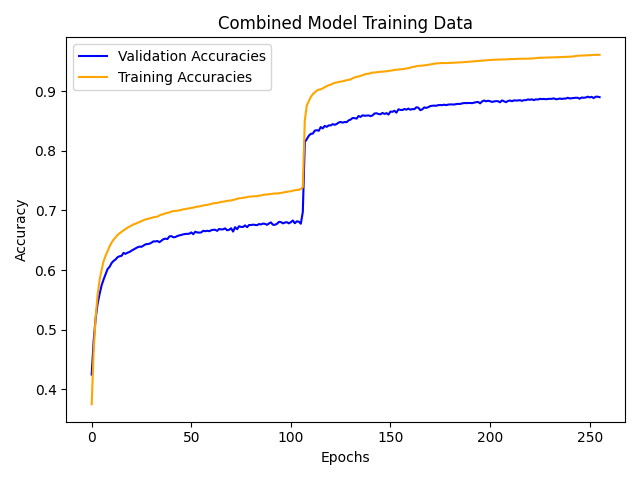 Combined Model Training Data
Validation Accuracies
Training Accuracies
Accuracy
0.9
0.8
0.7
0.6
0.5
0.4
0 50 100 150 200 250
Epochs